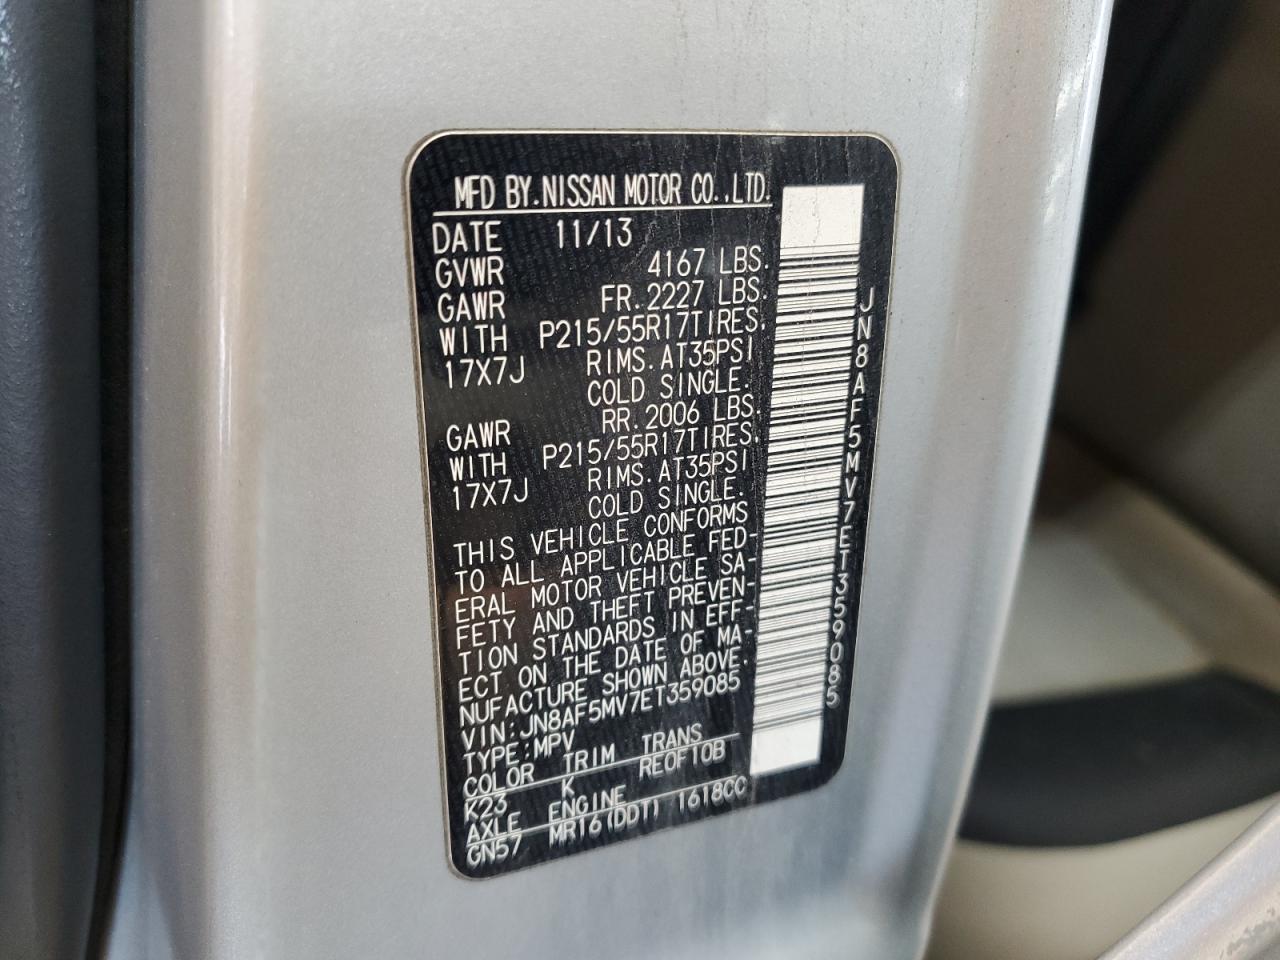 MFD BY.NISSAN MOTOR CO.,LTD.
DATE 11/13
GVWR 4167 LBS.
GAWR FR.2227 LBS.
WITH P215/55R17TIRES.
17X7J RIMS.AT35PSI
COLD SINGLE.
GAWR RR.2006 LBS.
WITH P215/55R17TIRES.
17X7J RIMS.AT35PSI
COLD SINGLE.
THIS VEHICLE CONFORMS
TO ALL APPLICABLE FED-
ERAL MOTOR VEHICLE SA-
FETY AND THEFT PREVEN-
TION STANDARDS IN EFF-
ECT ON THE DATE OF MA-
NUFACTURE SHOWN ABOVE.
VIN:JN8AF5MV7ET359085
TYPE:MPV
COLOR TRIM TRANS
K23 K RE0F10B
AXLE ENGINE
GN57 MR16(DDT) 1618CC
JN8AF5MV7ET359085